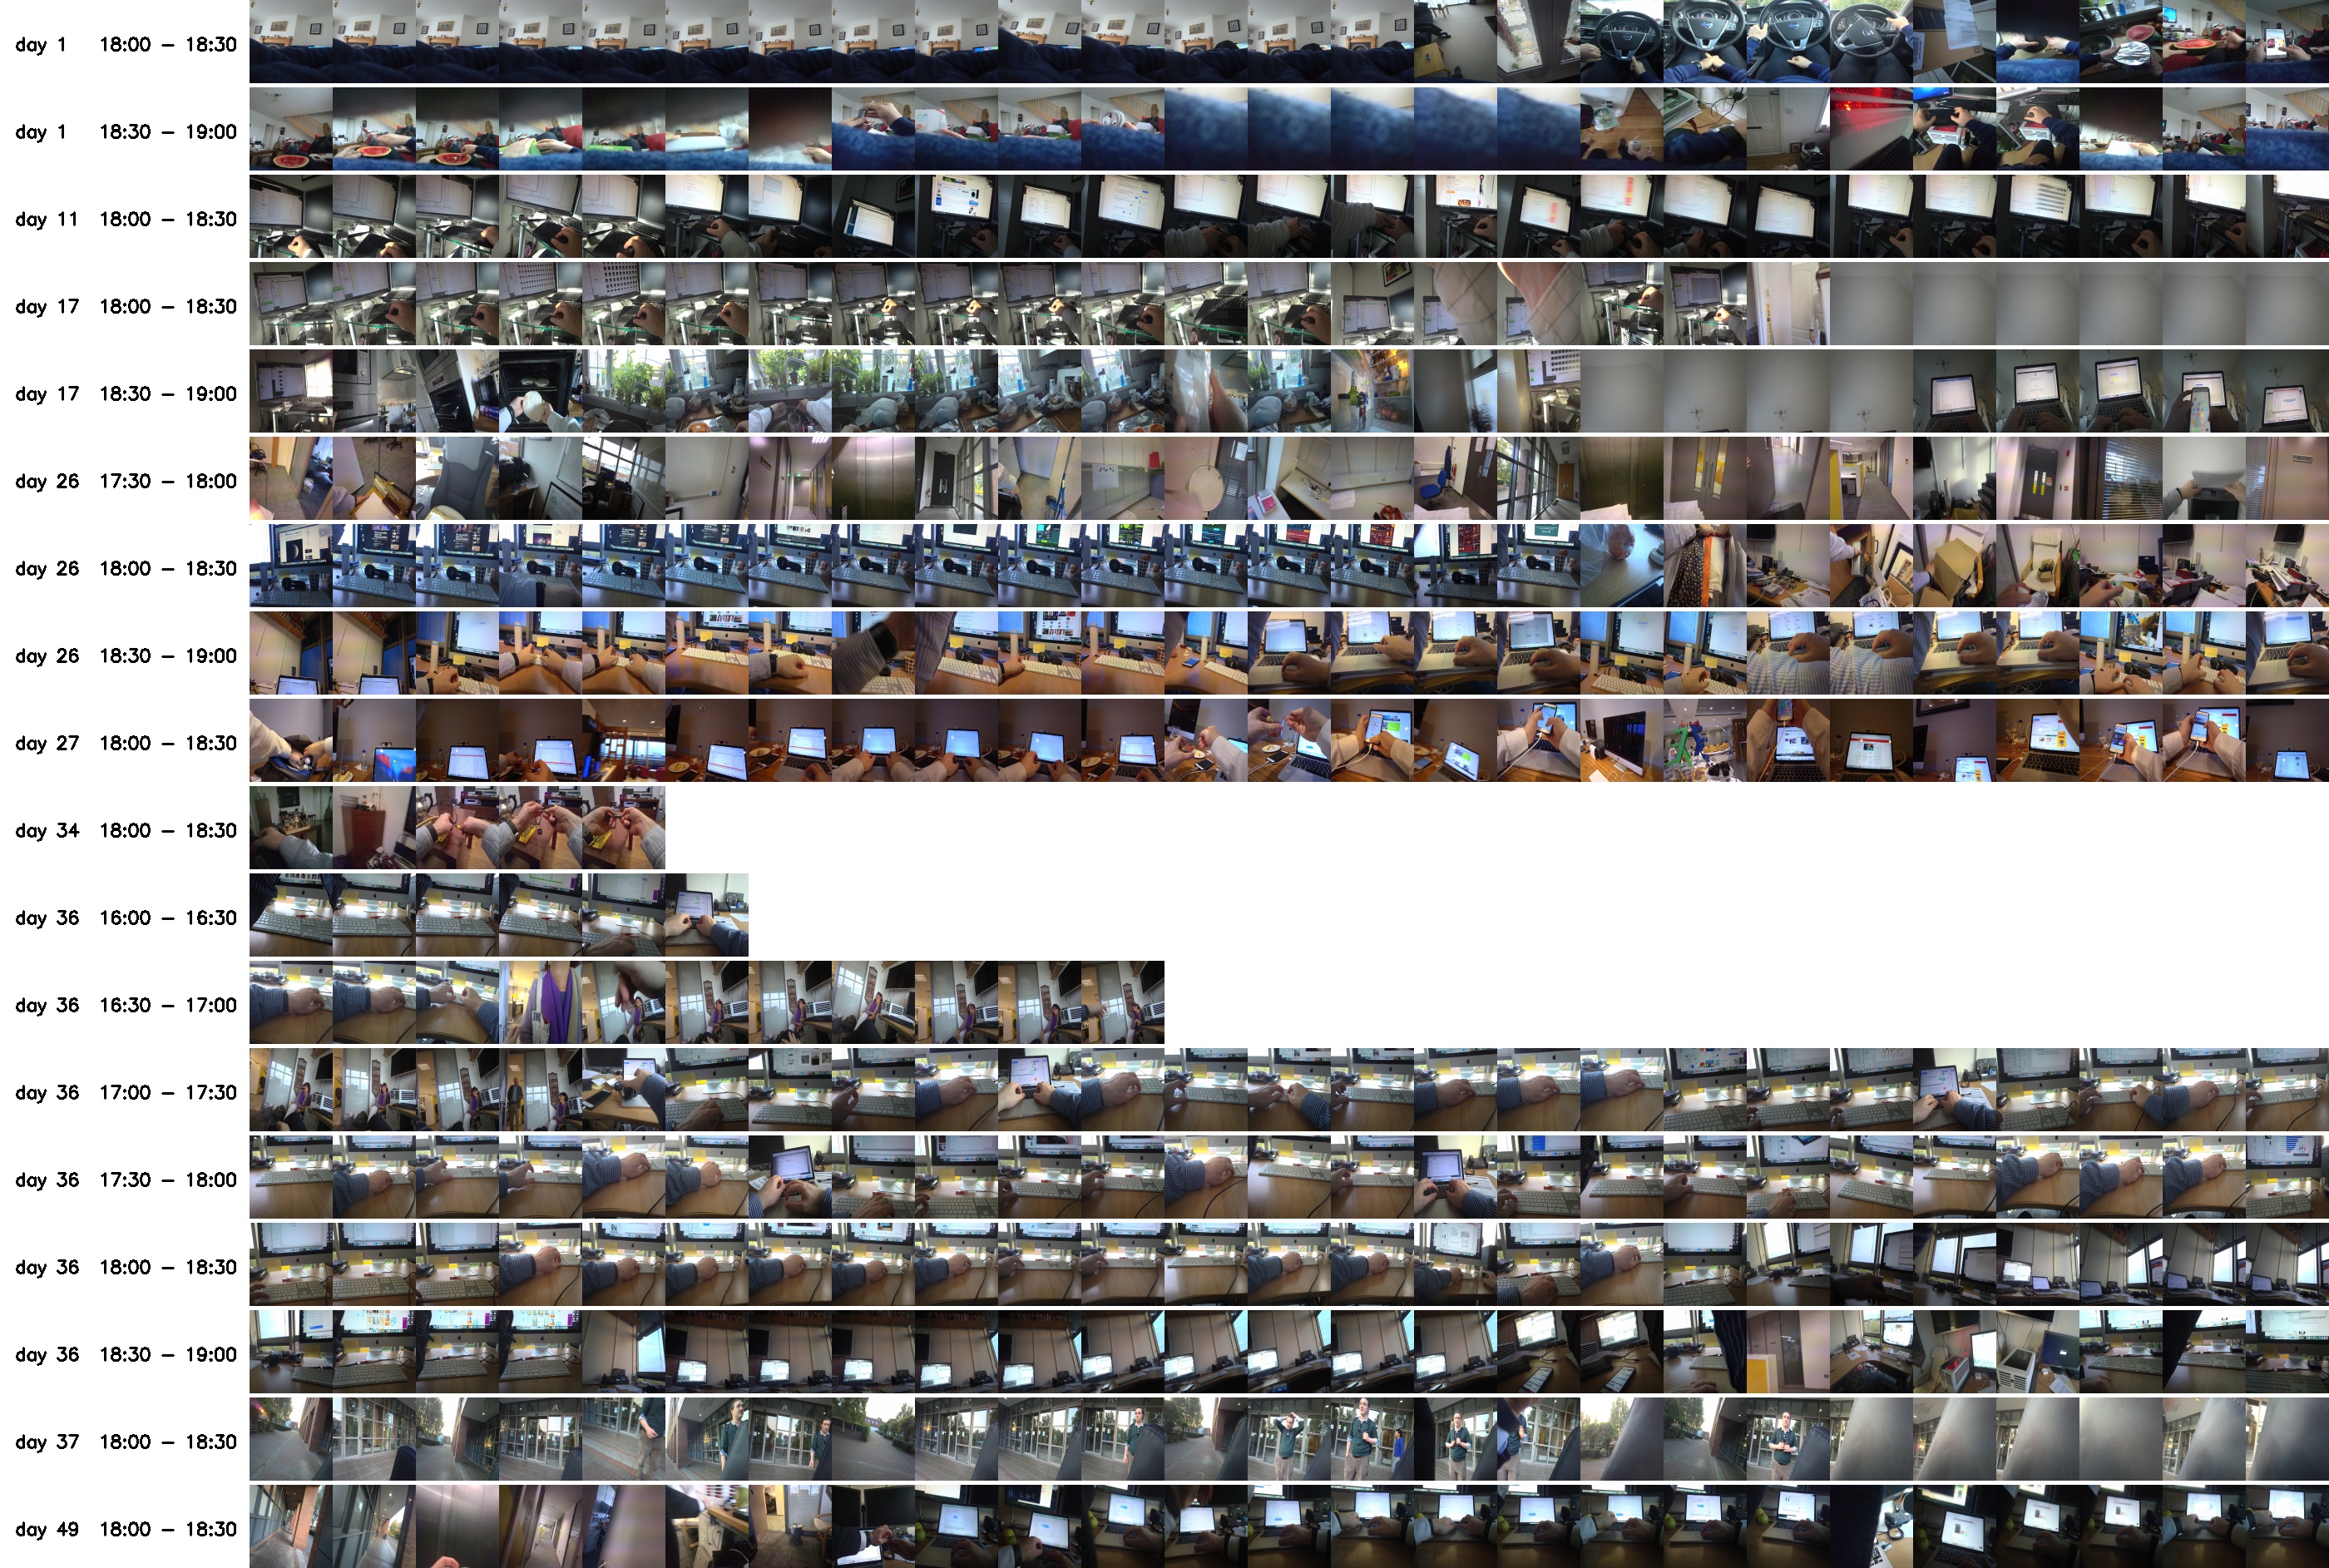 day 1 18:00 – 18:30
day 1 18:30 – 19:00
day 11 18:00 – 18:30
day 17 18:00 – 18:30
day 17 18:30 – 19:00
day 26 17:30 – 18:00
day 26 18:00 – 18:30
day 26 18:30 – 19:00
day 27 18:00 – 18:30
day 34 18:00 – 18:30
day 36 16:00 – 16:30
day 36 16:30 – 17:00
day 36 17:00 – 17:30
day 36 17:30 – 18:00
day 36 18:00 – 18:30
day 36 18:30 – 19:00
day 37 18:00 – 18:30
day 49 18:00 – 18:30